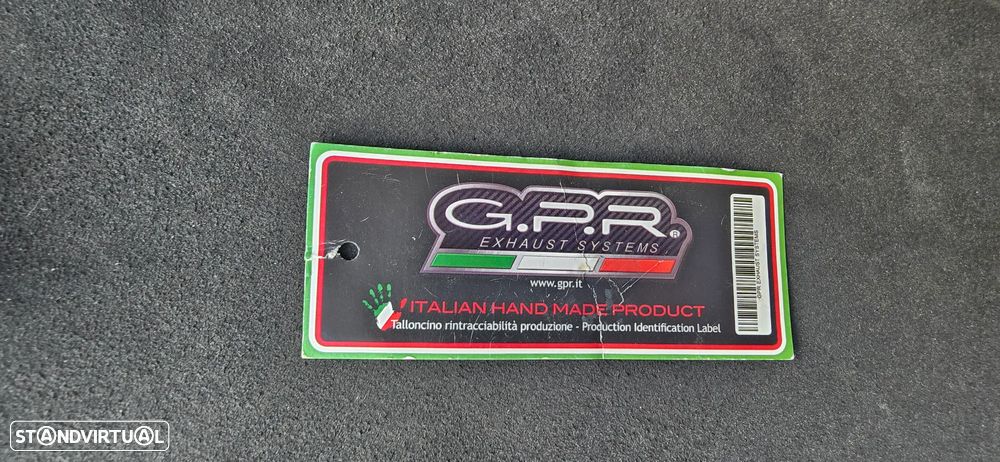 G.P.R.®
EXHAUST SYSTEMS
www.gpr.it
ITALIAN HAND MADE PRODUCT
Talloncino rintracciabilità produzione - Production Identification Label
GPR EXHAUST SYSTEMS
STANDVIRTUAL